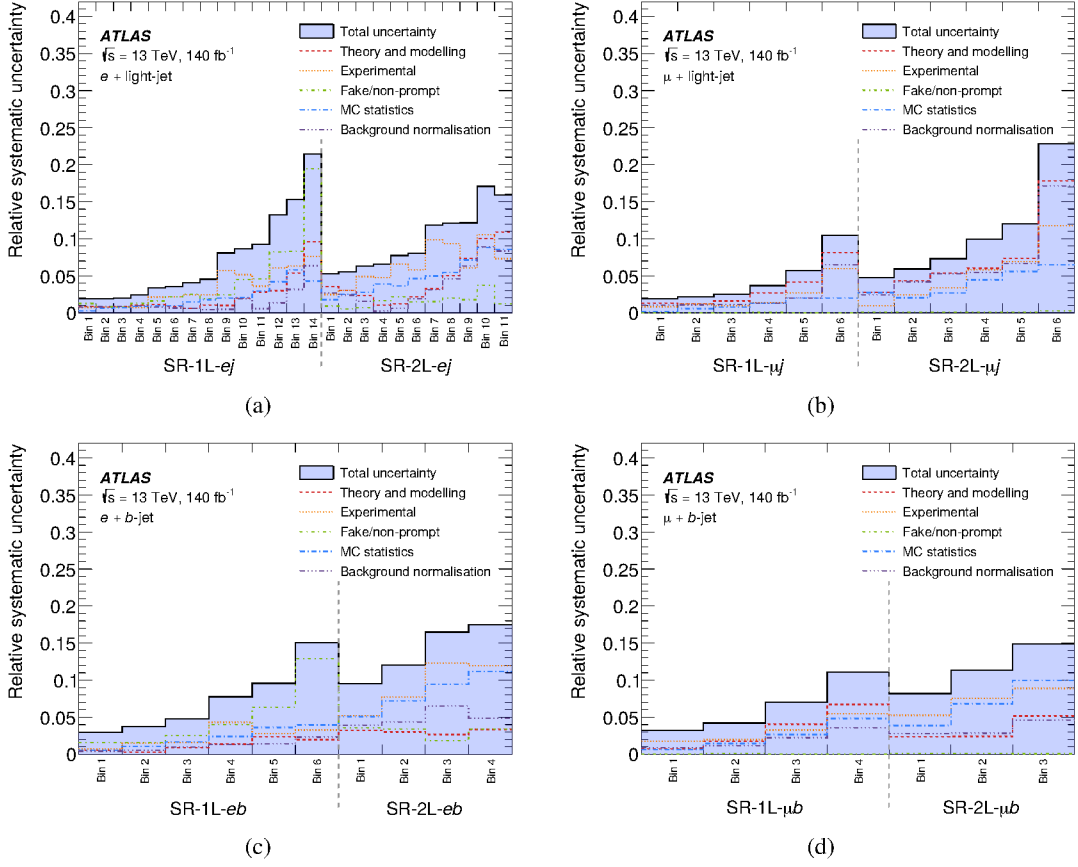 Relative systematic uncertainty
0.4
0.35
0.3
0.25
0.2
0.15
0.1
0.05
0
ATLAS
√s = 13 TeV, 140 fb⁻¹
e + light-jet
Total uncertainty
Theory and modelling
Experimental
Fake/non-prompt
MC statistics
Background normalisation
Bin 1
Bin 2
Bin 3
Bin 4
Bin 5
Bin 6
Bin 7
Bin 8
Bin 9
Bin 10
Bin 11
Bin 12
Bin 13
Bin 14
Bin 1
Bin 2
Bin 3
Bin 4
Bin 5
Bin 6
Bin 7
Bin 8
Bin 9
Bin 10
Bin 11
SR-1L-ej
SR-2L-ej
(a)
Relative systematic uncertainty
0.4
0.35
0.3
0.25
0.2
0.15
0.1
0.05
0
ATLAS
√s = 13 TeV, 140 fb⁻¹
μ + light-jet
Total uncertainty
Theory and modelling
Experimental
Fake/non-prompt
MC statistics
Background normalisation
Bin 1
Bin 2
Bin 3
Bin 4
Bin 5
Bin 6
Bin 1
Bin 2
Bin 3
Bin 4
Bin 5
Bin 6
SR-1L-μj
SR-2L-μj
(b)
Relative systematic uncertainty
0.4
0.35
0.3
0.25
0.2
0.15
0.1
0.05
0
ATLAS
√s = 13 TeV, 140 fb⁻¹
e + b-jet
Total uncertainty
Theory and modelling
Experimental
Fake/non-prompt
MC statistics
Background normalisation
Bin 1
Bin 2
Bin 3
Bin 4
Bin 5
Bin 6
Bin 1
Bin 2
Bin 3
Bin 4
SR-1L-eb
SR-2L-eb
(c)
Relative systematic uncertainty
0.4
0.35
0.3
0.25
0.2
0.15
0.1
0.05
0
ATLAS
√s = 13 TeV, 140 fb⁻¹
μ + b-jet
Total uncertainty
Theory and modelling
Experimental
Fake/non-prompt
MC statistics
Background normalisation
Bin 1
Bin 2
Bin 3
Bin 4
Bin 1
Bin 2
Bin 3
SR-1L-μb
SR-2L-μb
(d)